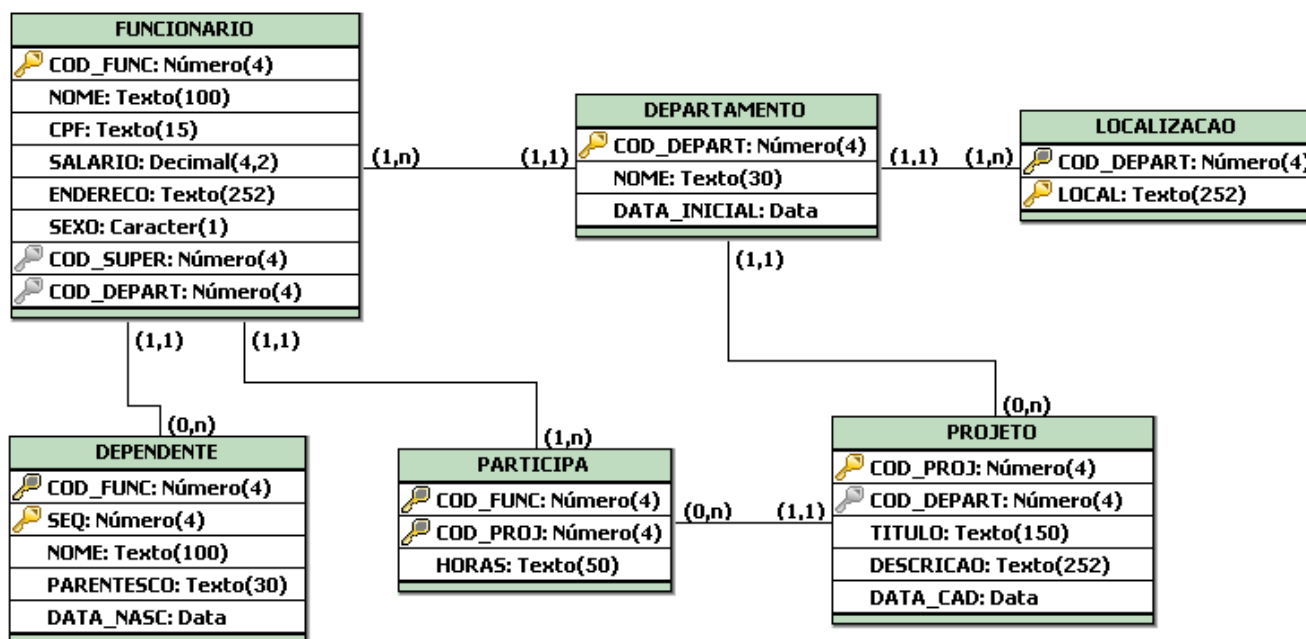 FUNCIONARIO
COD_FUNC: Número(4)
NOME: Texto(100)
CPF: Texto(15)
SALARIO: Decimal(4,2)
ENDERECO: Texto(252)
SEXO: Caracter(1)
COD_SUPER: Número(4)
COD_DEPART: Número(4)
(1,n)
(1,1)
DEPARTAMENTO
COD_DEPART: Número(4)
NOME: Texto(30)
DATA_INICIAL: Data
(1,1)
(1,n)
LOCALIZACAO
COD_DEPART: Número(4)
LOCAL: Texto(252)
(1,1)
(1,1)
(1,1)
(0,n)
(1,n)
(0,n)
DEPENDENTE
COD_FUNC: Número(4)
SEQ: Número(4)
NOME: Texto(100)
PARENTESCO: Texto(30)
DATA_NASC: Data
PARTICIPA
COD_FUNC: Número(4)
COD_PROJ: Número(4)
HORAS: Texto(50)
(0,n)
(1,1)
PROJETO
COD_PROJ: Número(4)
COD_DEPART: Número(4)
TITULO: Texto(150)
DESCRICAO: Texto(252)
DATA_CAD: Data